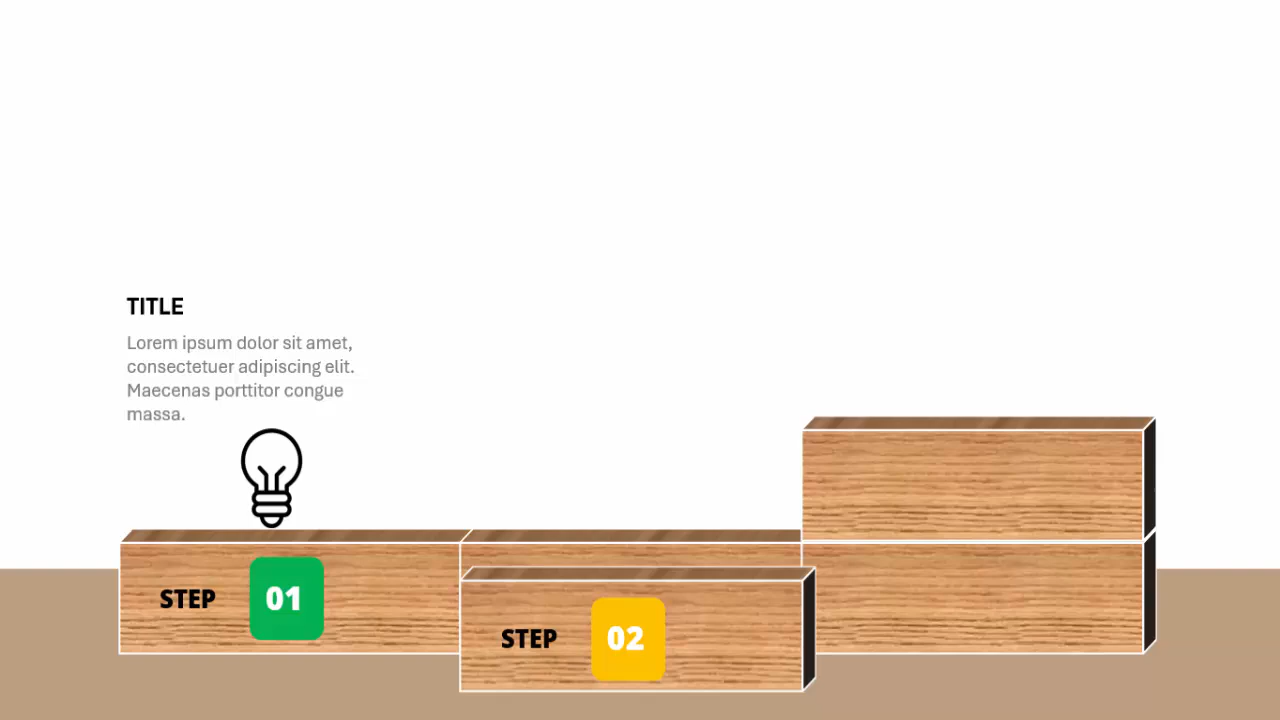 TITLE
Lorem ipsum dolor sit amet,
consectetuer adipiscing elit.
Maecenas porttitor congue
massa.
STEP 01
STEP 02